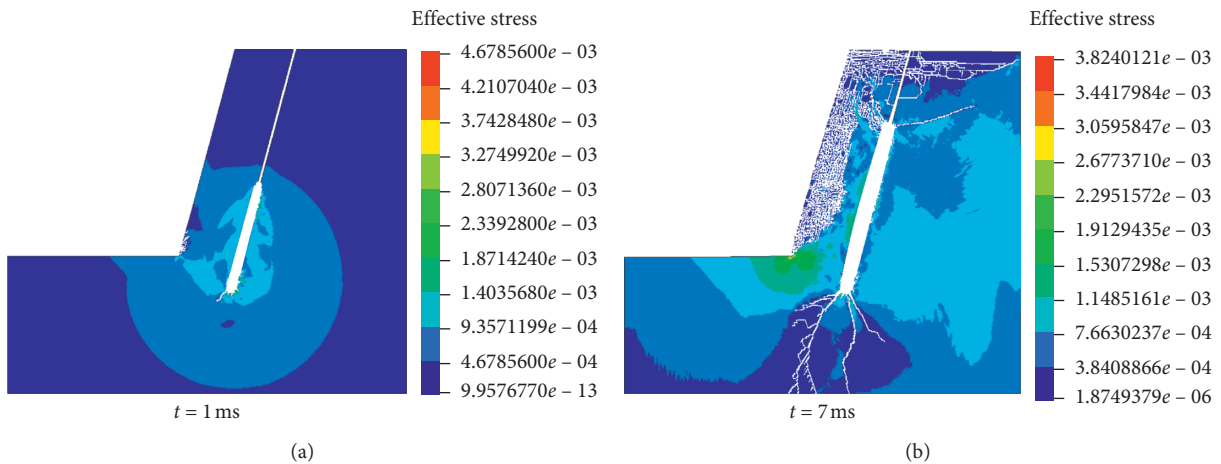 Effective stress
4.6785600e – 03
4.2107040e – 03
3.7428480e – 03
3.2749920e – 03
2.8071360e – 03
2.3392800e – 03
1.8714240e – 03
1.4035680e – 03
9.3571199e – 04
4.6785600e – 04
9.9576770e – 13
t = 1 ms
(a)
Effective stress
3.8240121e – 03
3.4417984e – 03
3.0595847e – 03
2.6773710e – 03
2.2951572e – 03
1.9129435e – 03
1.5307298e – 03
1.1485161e – 03
7.6630237e – 04
3.8408866e – 04
1.8749379e – 06
t = 7 ms
(b)